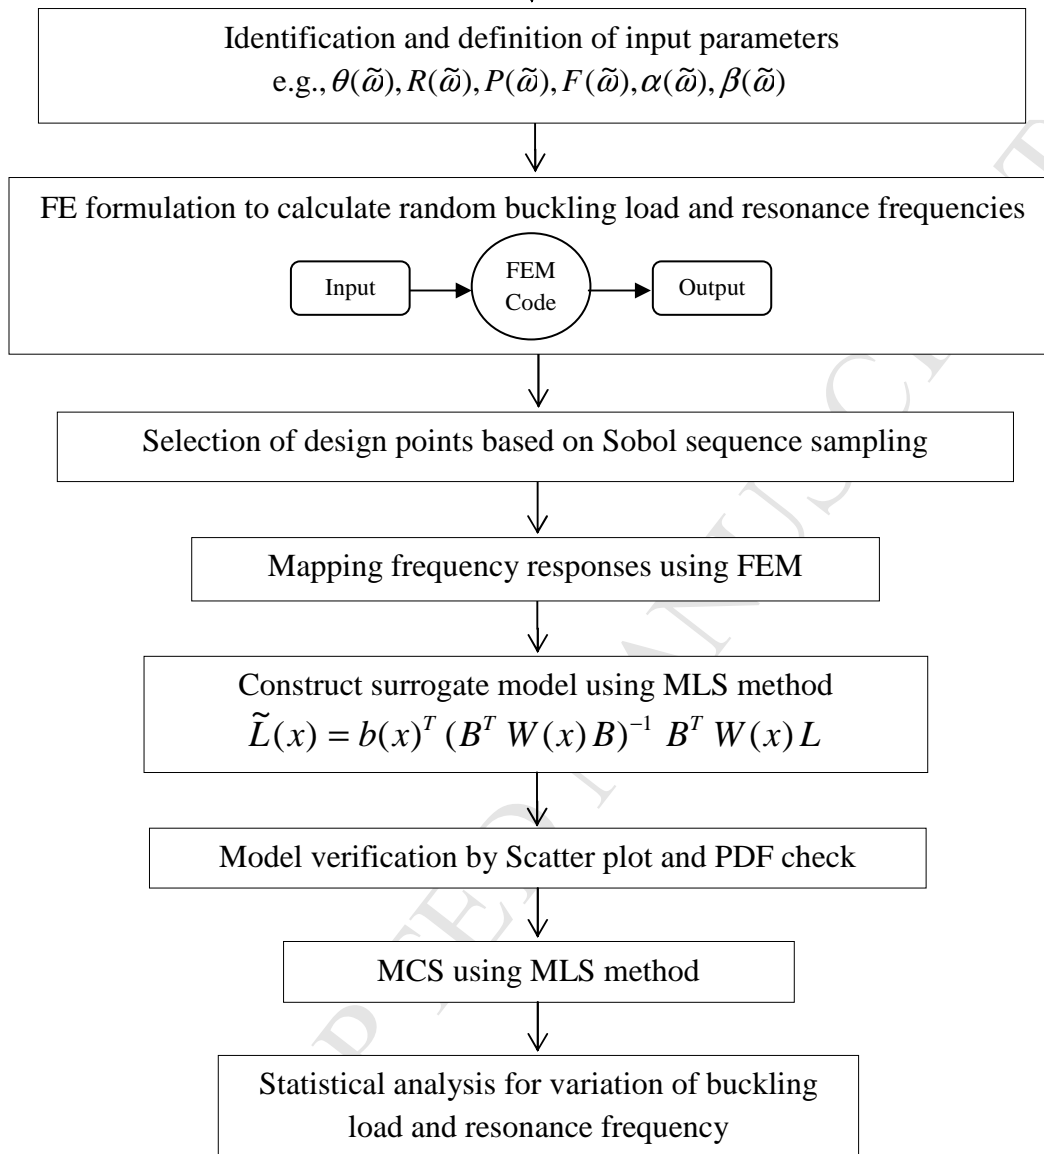 Identification and definition of input parameters
e.g., θ(ω̃), R(ω̃), P(ω̃), F(ω̃), α(ω̃), β(ω̃)
FE formulation to calculate random buckling load and resonance frequencies
Input
FEM
Code
Output
Selection of design points based on Sobol sequence sampling
Mapping frequency responses using FEM
Construct surrogate model using MLS method
L̃(x) = b(x)ᵀ (Bᵀ W(x) B)⁻¹ Bᵀ W(x) L
Model verification by Scatter plot and PDF check
MCS using MLS method
Statistical analysis for variation of buckling
load and resonance frequency